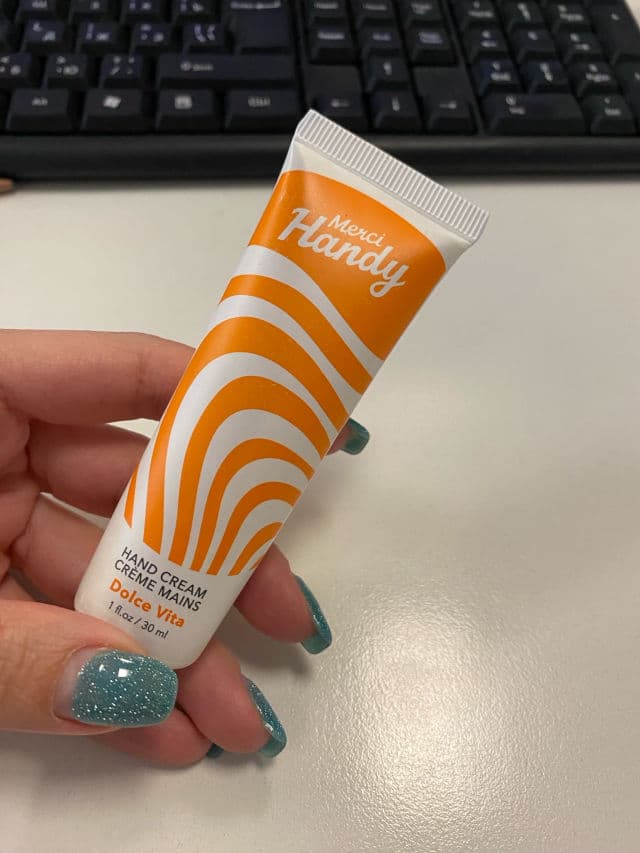 Merci
Handy
HAND CREAM
CRÈME MAINS
Dolce Vita
1 fl.oz / 30 ml